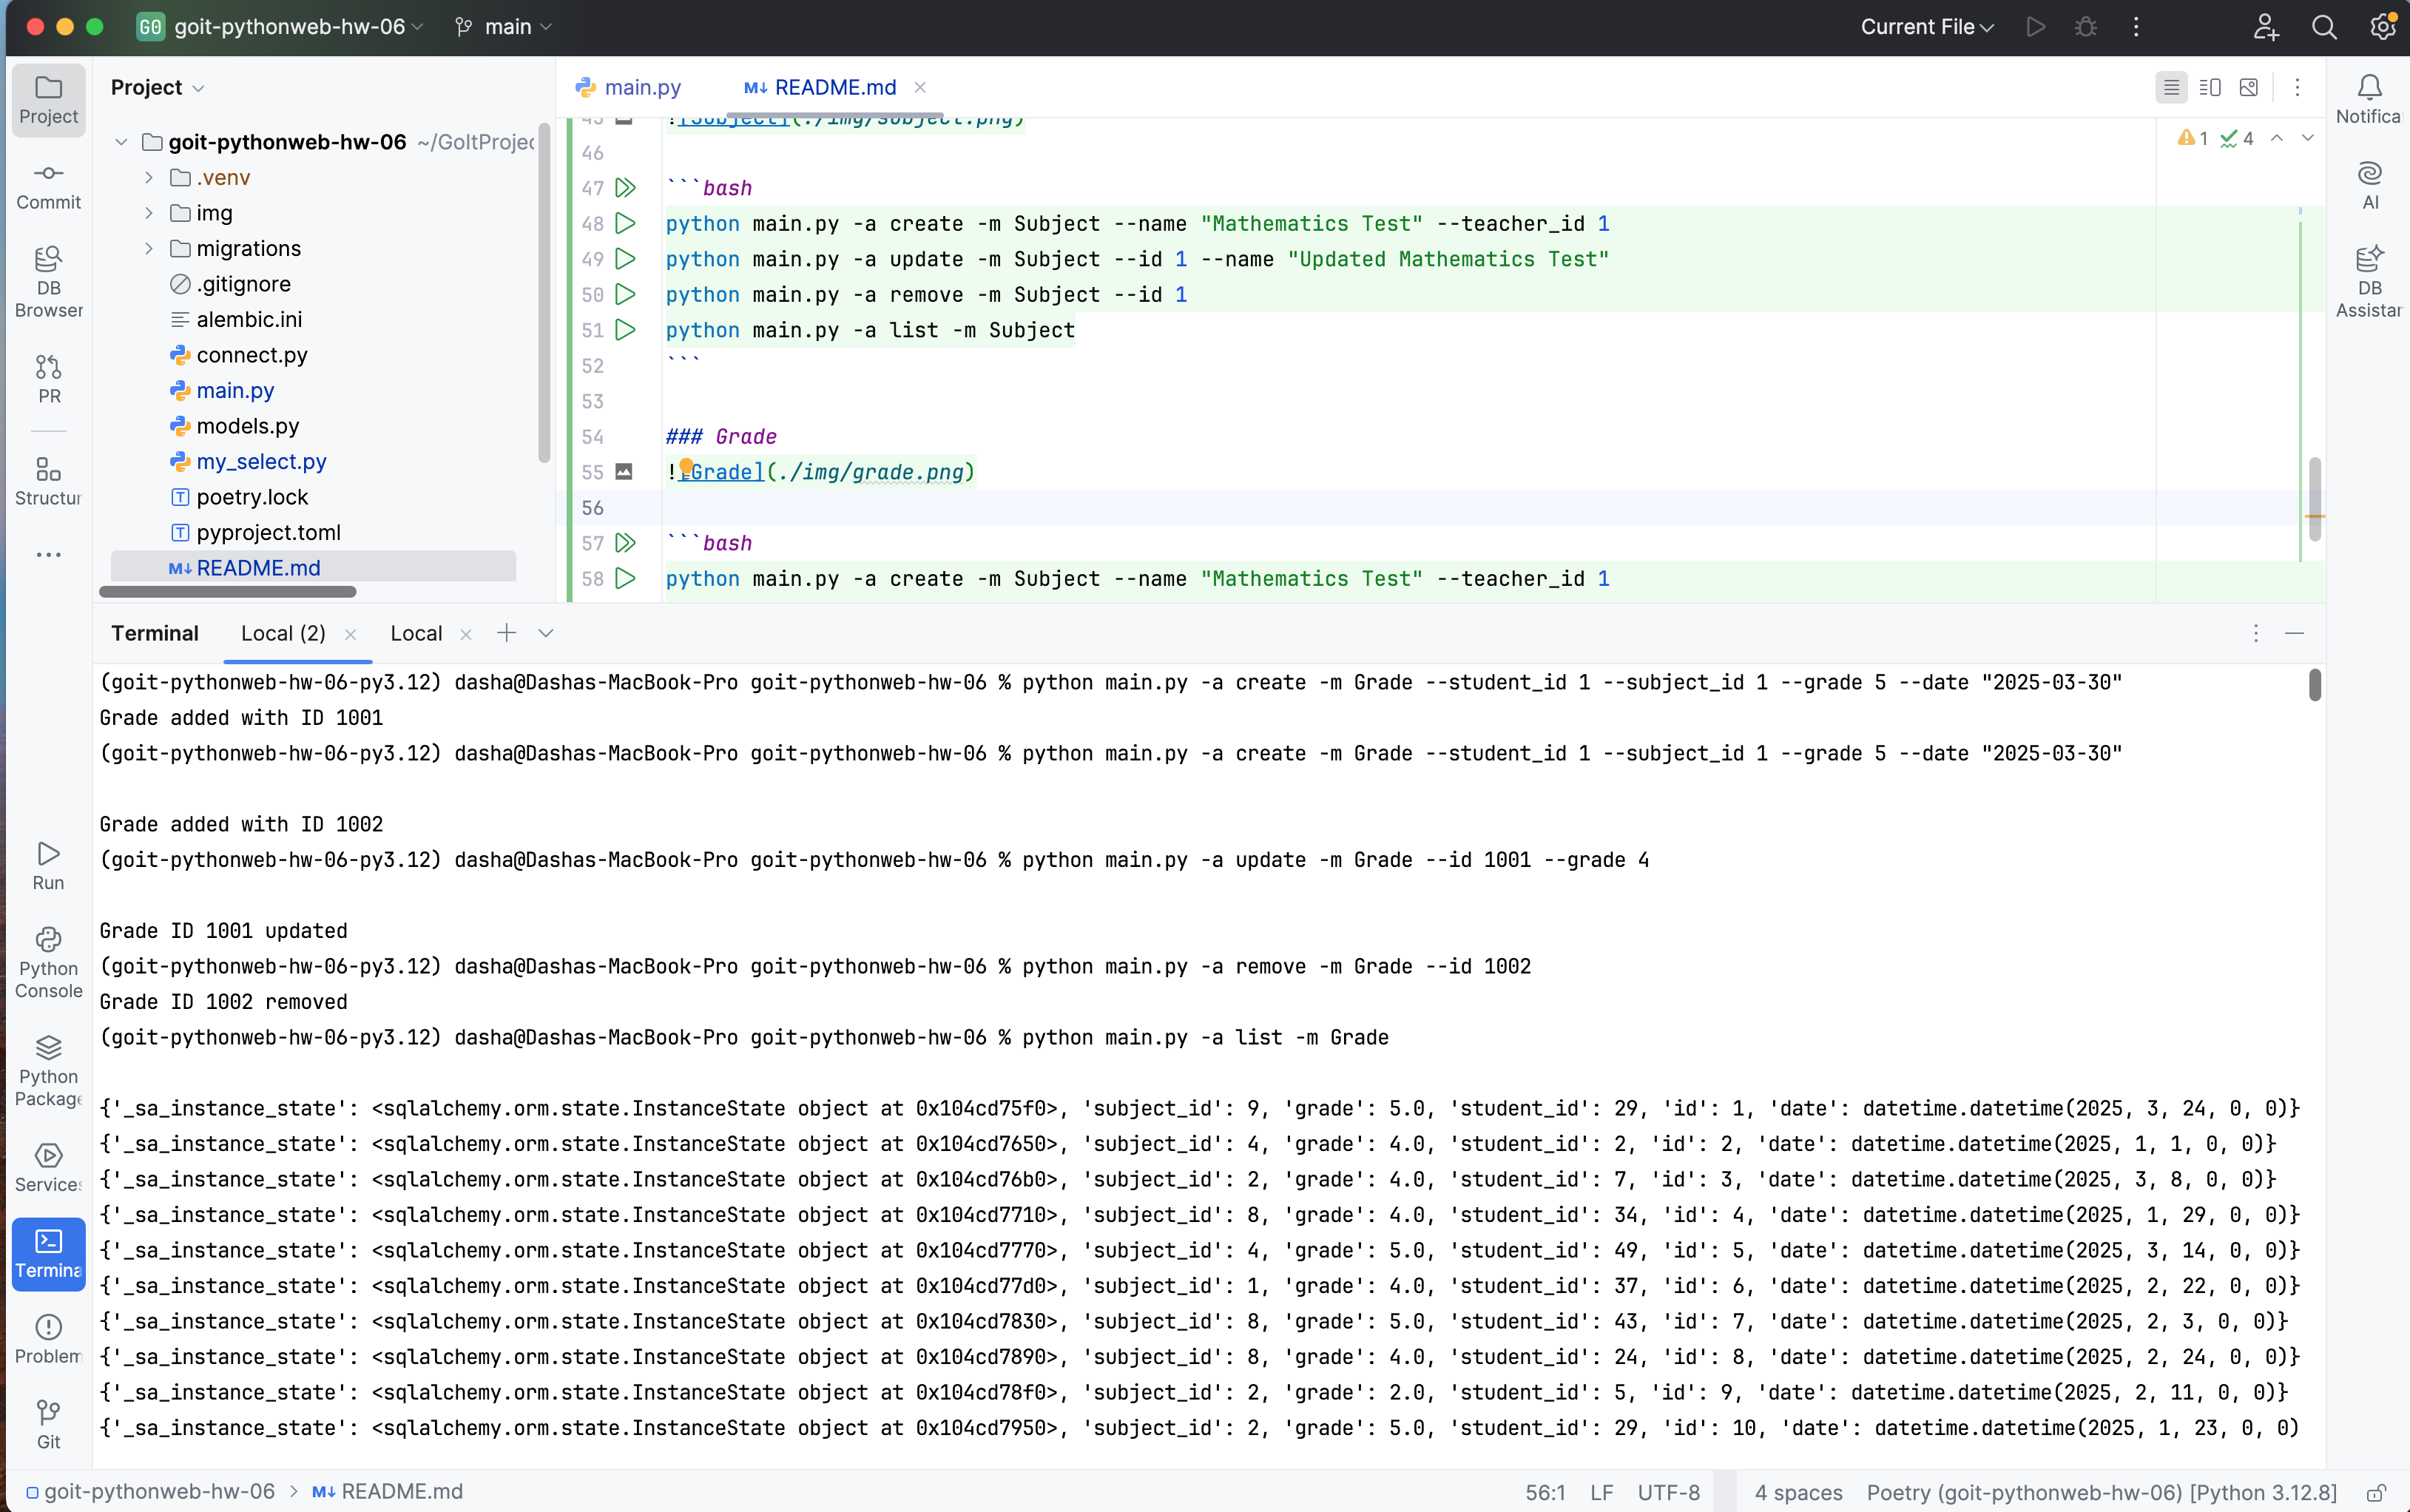 GO goit-pythonweb-hw-06 main Current File
Project
Commit
DB
Browser
PR
Structur
Run
Python
Console
Python
Package
Services
Termina
Problem
Git
Project
goit-pythonweb-hw-06 ~/GoItProjec
.venv
img
migrations
.gitignore
alembic.ini
connect.py
main.py
models.py
my_select.py
poetry.lock
pyproject.toml
README.md
main.py
README.md
1 4
45 ![Subject](./img/subject.png)
46
47 ```bash
48 python main.py -a create -m Subject --name "Mathematics Test" --teacher_id 1
49 python main.py -a update -m Subject --id 1 --name "Updated Mathematics Test"
50 python main.py -a remove -m Subject --id 1
51 python main.py -a list -m Subject
52 ```
53
54 ### Grade
55 ![Grade](./img/grade.png)
56
57 ```bash
58 python main.py -a create -m Subject --name "Mathematics Test" --teacher_id 1
Notifica
AI
DB
Assistar
Terminal Local (2) Local
(goit-pythonweb-hw-06-py3.12) dasha@Dashas-MacBook-Pro goit-pythonweb-hw-06 % python main.py -a create -m Grade --student_id 1 --subject_id 1 --grade 5 --date "2025-03-30"
Grade added with ID 1001
(goit-pythonweb-hw-06-py3.12) dasha@Dashas-MacBook-Pro goit-pythonweb-hw-06 % python main.py -a create -m Grade --student_id 1 --subject_id 1 --grade 5 --date "2025-03-30"
Grade added with ID 1002
(goit-pythonweb-hw-06-py3.12) dasha@Dashas-MacBook-Pro goit-pythonweb-hw-06 % python main.py -a update -m Grade --id 1001 --grade 4
Grade ID 1001 updated
(goit-pythonweb-hw-06-py3.12) dasha@Dashas-MacBook-Pro goit-pythonweb-hw-06 % python main.py -a remove -m Grade --id 1002
Grade ID 1002 removed
(goit-pythonweb-hw-06-py3.12) dasha@Dashas-MacBook-Pro goit-pythonweb-hw-06 % python main.py -a list -m Grade
{'_sa_instance_state': <sqlalchemy.orm.state.InstanceState object at 0x104cd75f0>, 'subject_id': 9, 'grade': 5.0, 'student_id': 29, 'id': 1, 'date': datetime.datetime(2025, 3, 24, 0, 0)}
{'_sa_instance_state': <sqlalchemy.orm.state.InstanceState object at 0x104cd7650>, 'subject_id': 4, 'grade': 4.0, 'student_id': 2, 'id': 2, 'date': datetime.datetime(2025, 1, 1, 0, 0)}
{'_sa_instance_state': <sqlalchemy.orm.state.InstanceState object at 0x104cd76b0>, 'subject_id': 2, 'grade': 4.0, 'student_id': 7, 'id': 3, 'date': datetime.datetime(2025, 3, 8, 0, 0)}
{'_sa_instance_state': <sqlalchemy.orm.state.InstanceState object at 0x104cd7710>, 'subject_id': 8, 'grade': 4.0, 'student_id': 34, 'id': 4, 'date': datetime.datetime(2025, 1, 29, 0, 0)}
{'_sa_instance_state': <sqlalchemy.orm.state.InstanceState object at 0x104cd7770>, 'subject_id': 4, 'grade': 5.0, 'student_id': 49, 'id': 5, 'date': datetime.datetime(2025, 3, 14, 0, 0)}
{'_sa_instance_state': <sqlalchemy.orm.state.InstanceState object at 0x104cd77d0>, 'subject_id': 1, 'grade': 4.0, 'student_id': 37, 'id': 6, 'date': datetime.datetime(2025, 2, 22, 0, 0)}
{'_sa_instance_state': <sqlalchemy.orm.state.InstanceState object at 0x104cd7830>, 'subject_id': 8, 'grade': 5.0, 'student_id': 43, 'id': 7, 'date': datetime.datetime(2025, 2, 3, 0, 0)}
{'_sa_instance_state': <sqlalchemy.orm.state.InstanceState object at 0x104cd7890>, 'subject_id': 8, 'grade': 4.0, 'student_id': 24, 'id': 8, 'date': datetime.datetime(2025, 2, 24, 0, 0)}
{'_sa_instance_state': <sqlalchemy.orm.state.InstanceState object at 0x104cd78f0>, 'subject_id': 2, 'grade': 2.0, 'student_id': 5, 'id': 9, 'date': datetime.datetime(2025, 2, 11, 0, 0)}
{'_sa_instance_state': <sqlalchemy.orm.state.InstanceState object at 0x104cd7950>, 'subject_id': 2, 'grade': 5.0, 'student_id': 29, 'id': 10, 'date': datetime.datetime(2025, 1, 23, 0, 0)
goit-pythonweb-hw-06 > M↓ README.md 56:1 LF UTF-8 4 spaces Poetry (goit-pythonweb-hw-06) [Python 3.12.8]